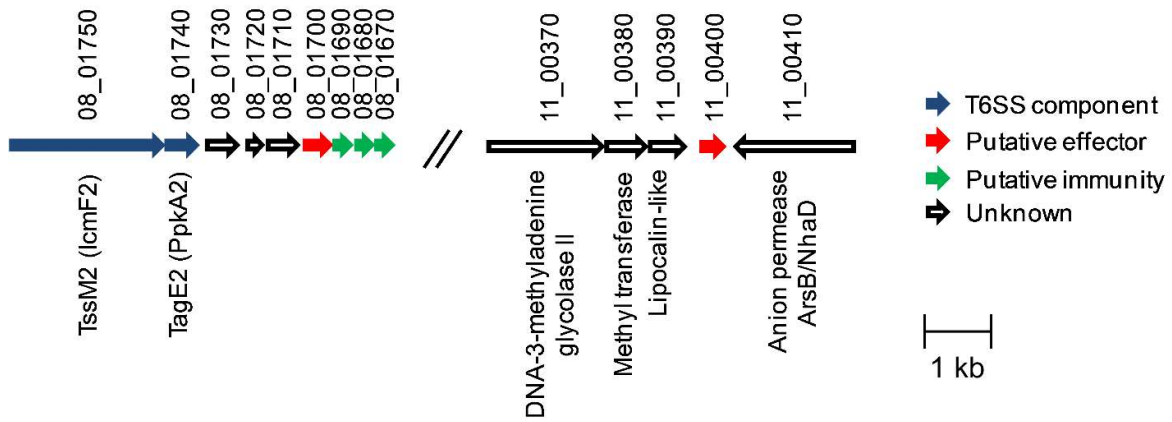 08_01750
08_01740
08_01730
08_01720
08_01710
08_01700
08_01690
08_01680
08_01670
11_00370
11_00380
11_00390
11_00400
11_00410
TssM2 (IcmF2)
TagE2 (PpkA2)
DNA-3-methyladenine
glycolase II
Methyl transferase
Lipocalin-like
Anion permease
ArsB/NhaD
T6SS component
Putative effector
Putative immunity
Unknown
1 kb